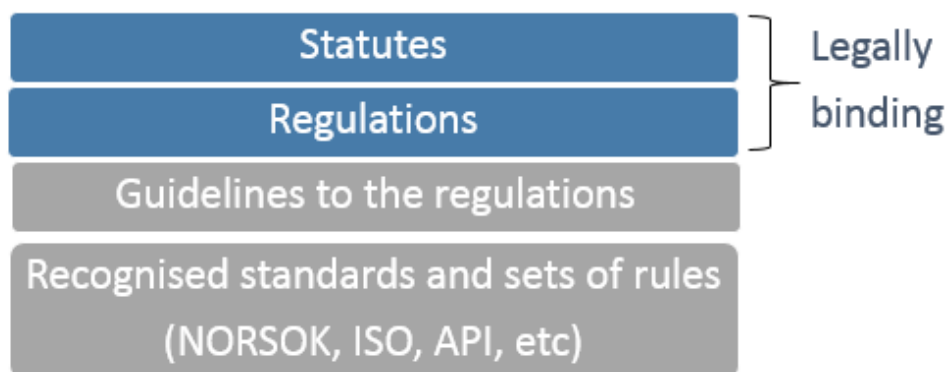 Statutes
Regulations
Legally
binding
Guidelines to the regulations
Recognised standards and sets of rules
(NORSOK, ISO, API, etc)